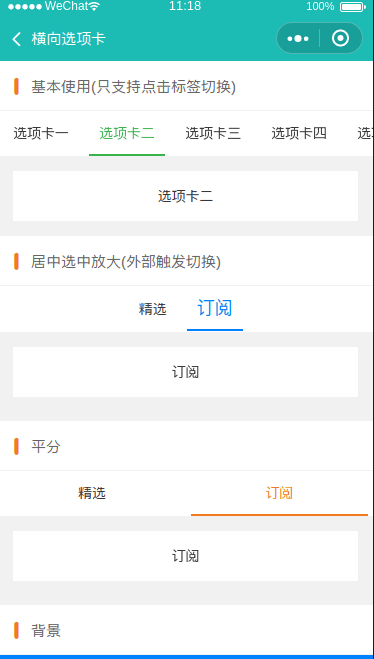 ●●●●● WeChat 11:18 100%
横向选项卡
基本使用(只支持点击标签切换)
选项卡一 选项卡二 选项卡三 选项卡四 选
选项卡二
居中选中放大(外部触发切换)
精选 订阅
订阅
平分
精选 订阅
订阅
背景